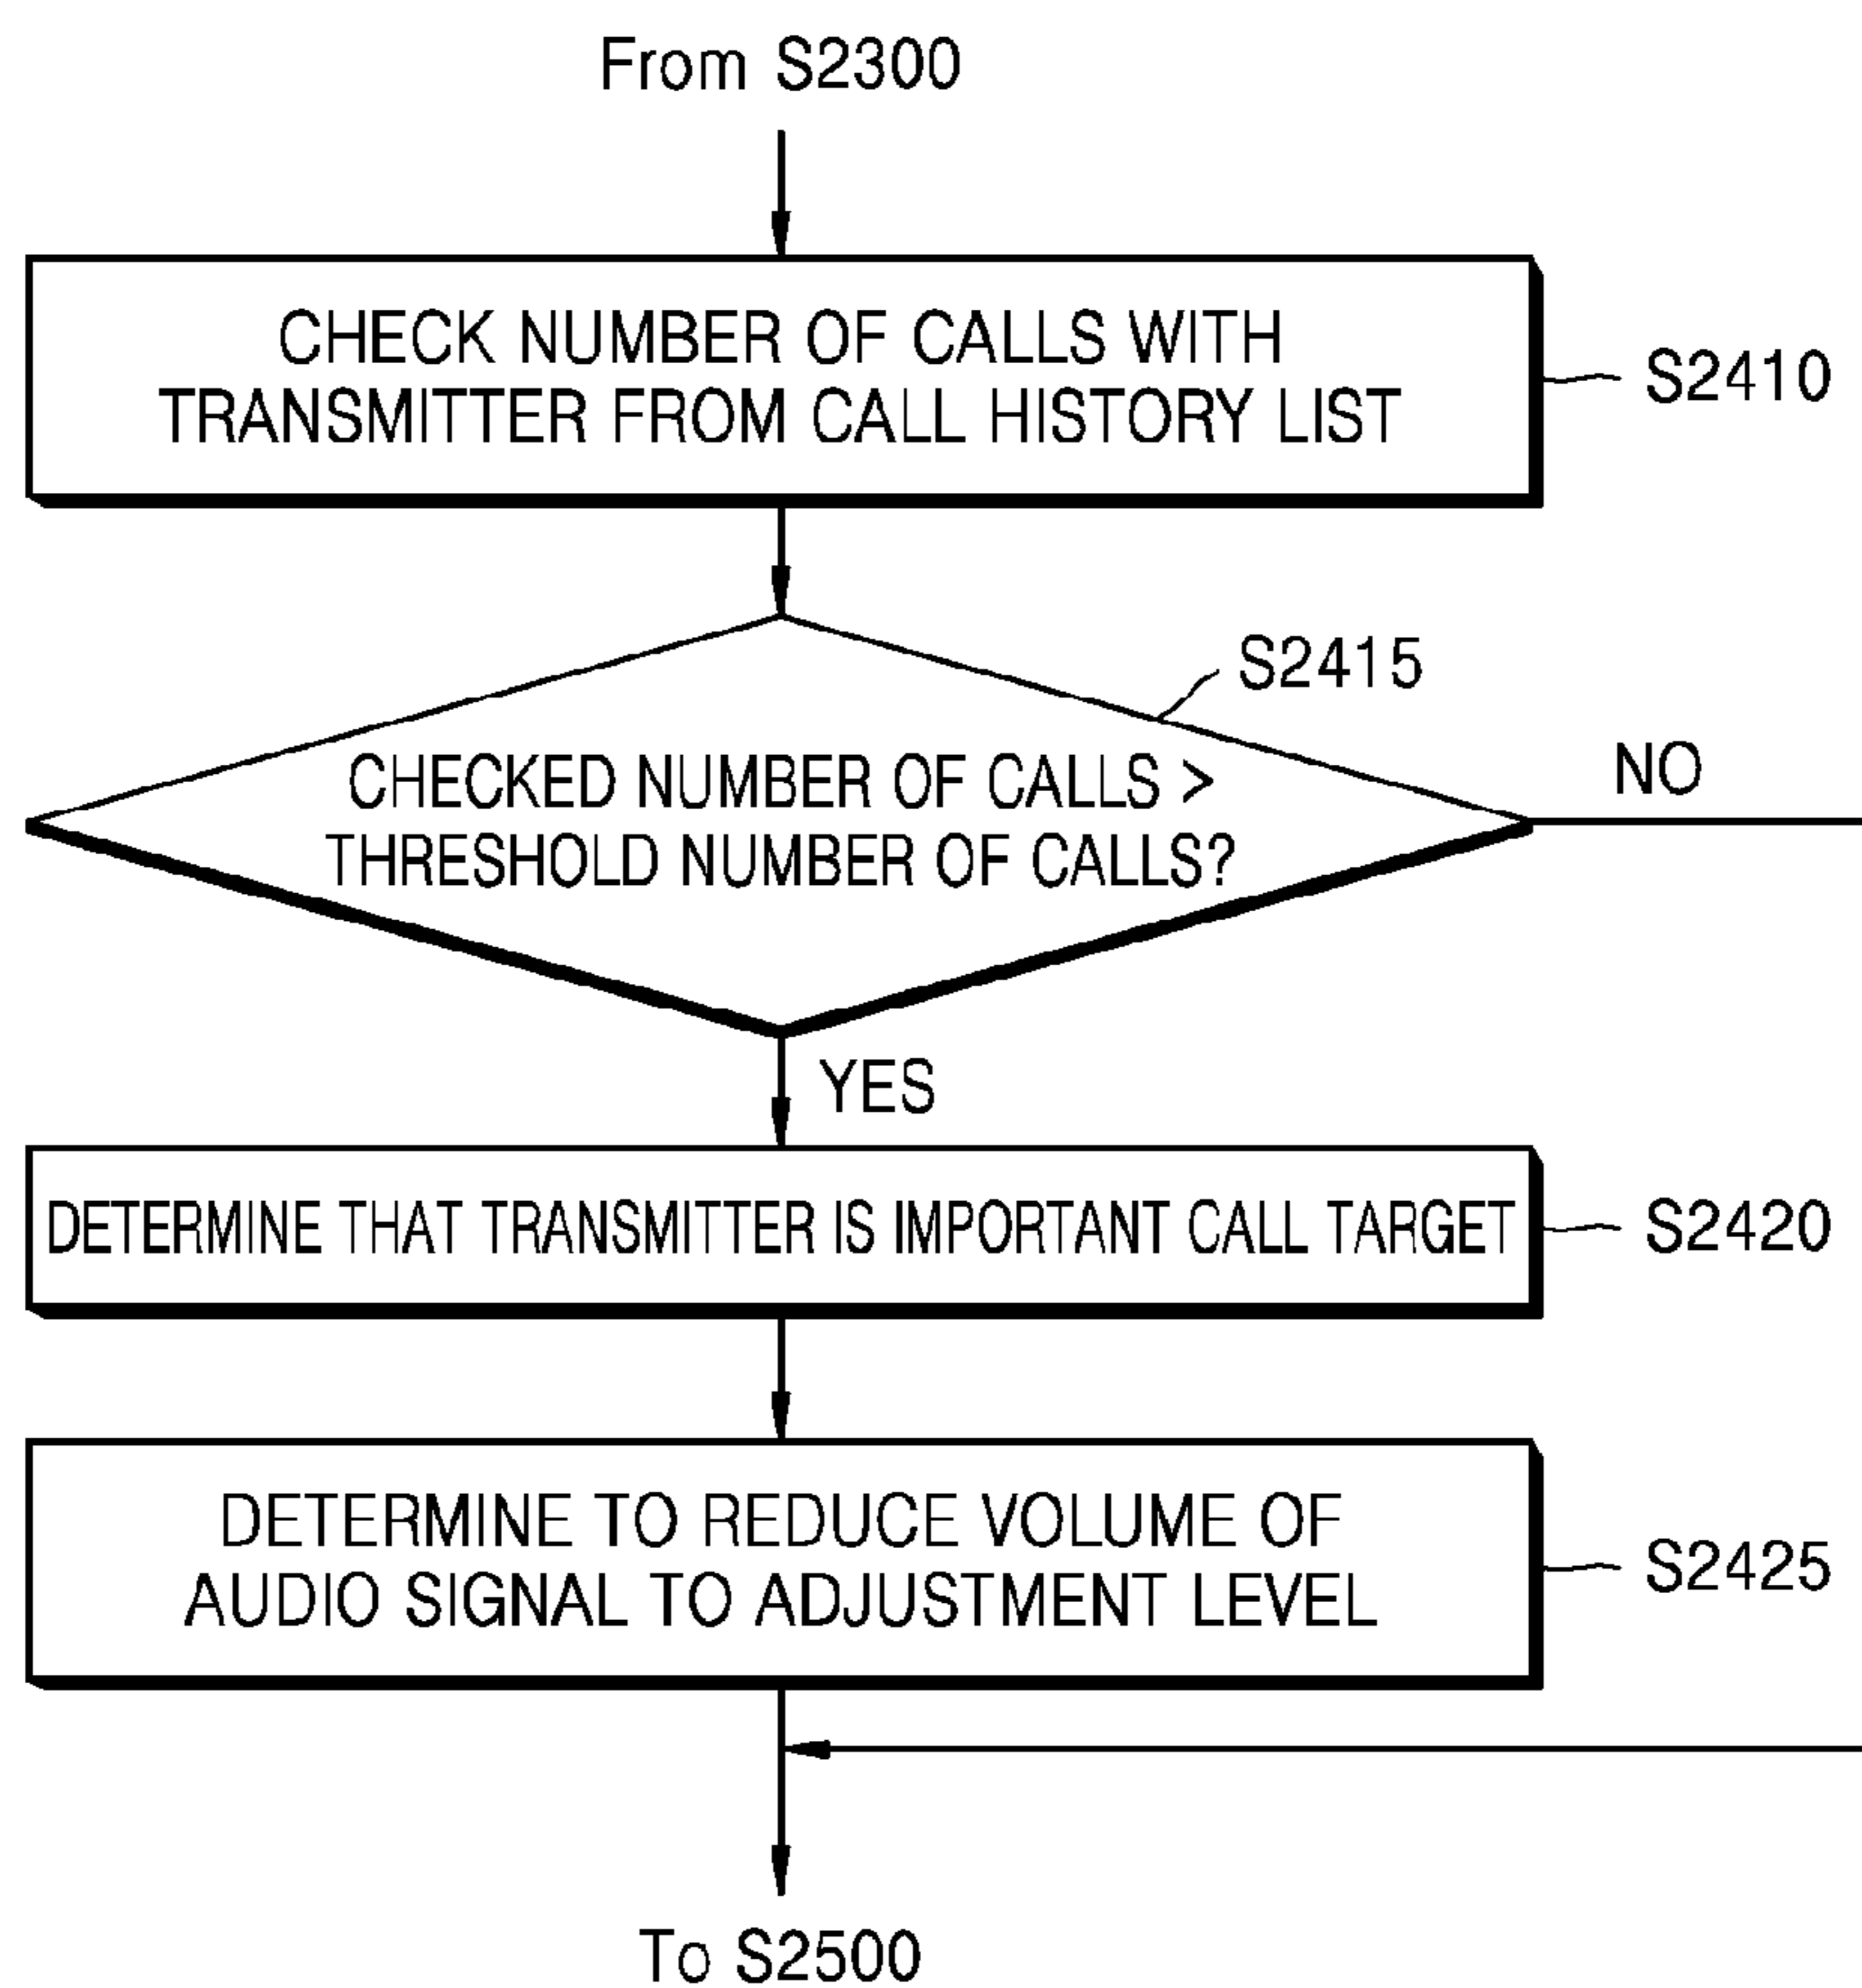 From S2300
CHECK NUMBER OF CALLS WITH
TRANSMITTER FROM CALL HISTORY LIST
S2410
S2415
CHECKED NUMBER OF CALLS >
THRESHOLD NUMBER OF CALLS?
NO
YES
DETERMINE THAT TRANSMITTER IS IMPORTANT CALL TARGET
S2420
DETERMINE TO REDUCE VOLUME OF
AUDIO SIGNAL TO ADJUSTMENT LEVEL
S2425
To S2500